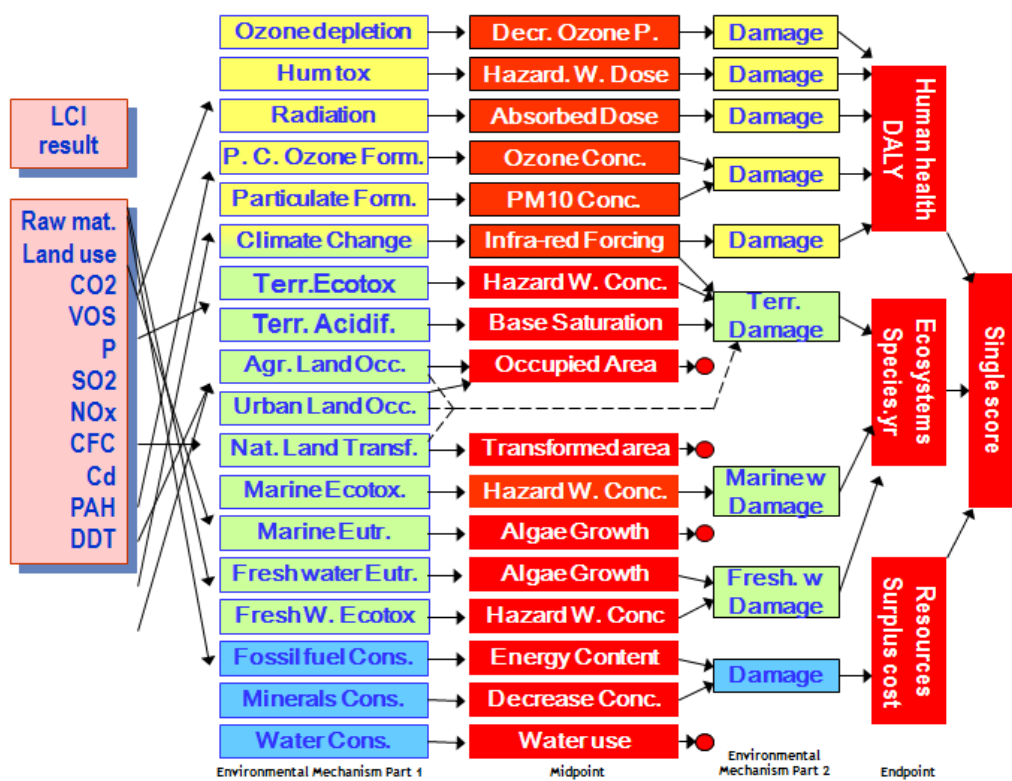 LCI
result
Raw mat.
Land use
CO2
VOS
P
SO2
NOx
CFC
Cd
PAH
DDT
Ozone depletion
Hum tox
Radiation
P. C. Ozone Form.
Particulate Form.
Climate Change
Terr.Ecotox
Terr. Acidif.
Agr. Land Occ.
Urban Land Occ.
Nat. Land Transf.
Marine Ecotox.
Marine Eutr.
Freshwater Eutr.
Fresh W. Ecotox
Fossil fuel Cons.
Minerals Cons.
Water Cons.
Environmental Mechanism Part 1
Decr. Ozone P.
Hazard. W. Dose
Absorbed Dose
Ozone Conc.
PM10 Conc.
Infra-red Forcing
Hazard W. Conc.
Base Saturation
Occupied Area
Transformed area
Hazard W. Conc.
Algae Growth
Algae Growth
Hazard W. Conc
Energy Content
Decrease Conc.
Water use
Midpoint
Damage
Damage
Damage
Damage
Damage
Terr.
Damage
Marine w
Damage
Fresh. w
Damage
Damage
Environmental
Mechanism Part 2
Human health
DALY
Ecosystems
Species.yr
Resources
Surplus cost
Endpoint
Single score